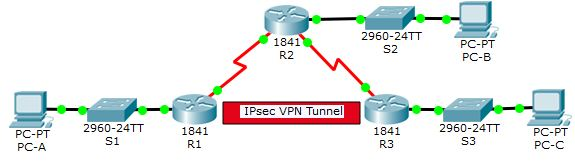 1841
R2
2960-24TT
S2
PC-PT
PC-B
PC-PT
PC-A
2960-24TT
S1
1841
R1
IPsec VPN Tunnel
1841
R3
2960-24TT
S3
PC-PT
PC-C